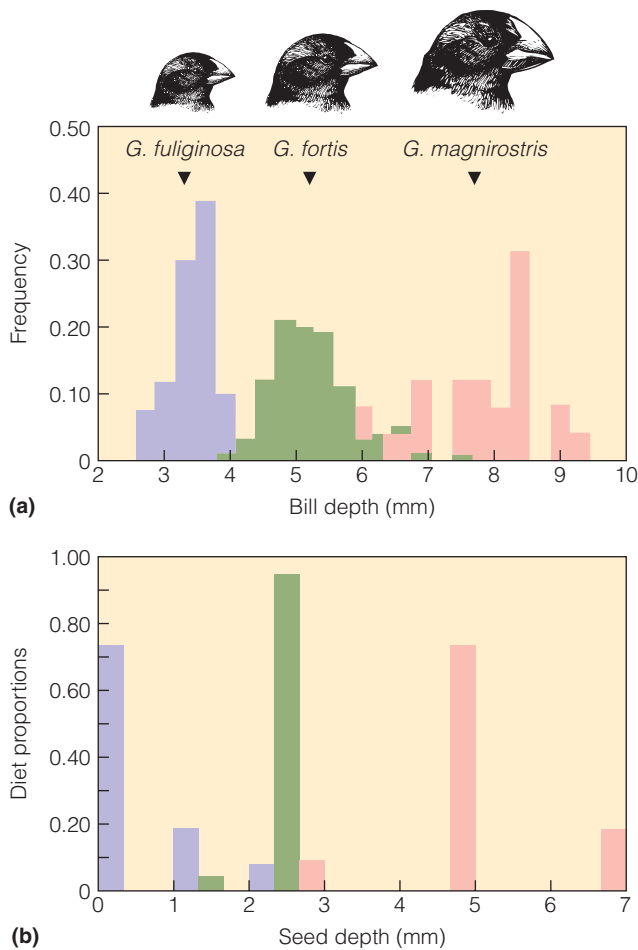 G. fuliginosa G. fortis G. magnirostris
0.50
0.40
0.30
0.20
0.10
0
Frequency
2 3 4 5 6 7 8 9 10
Bill depth (mm)
(a)
1.00
0.80
0.60
0.40
0.20
0
Diet proportions
0 1 2 3 4 5 6 7
Seed depth (mm)
(b)